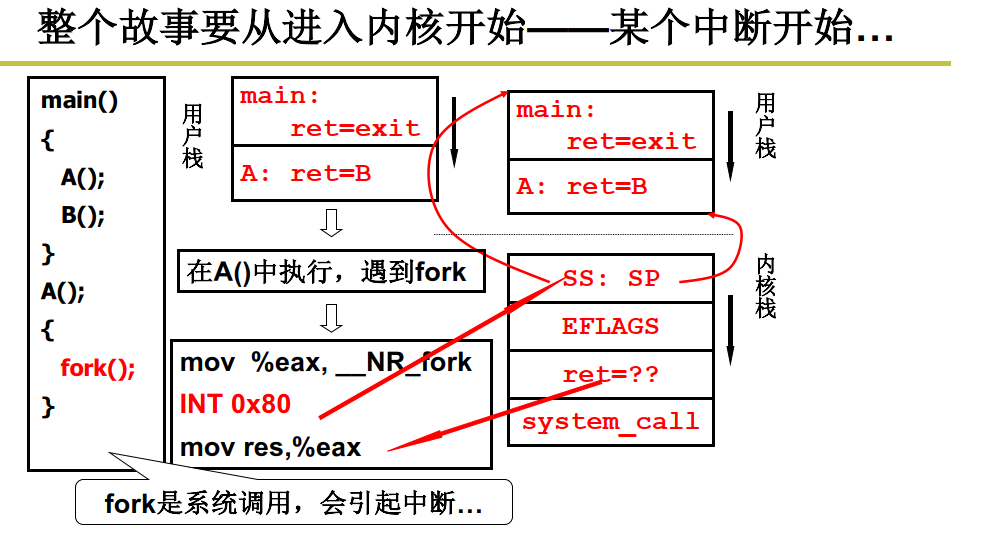 整个故事要从进入内核开始——某个中断开始…
main()
{
A();
B();
}
A();
{
fork();
}
用户栈
main:
ret=exit
A: ret=B
在A()中执行，遇到fork
mov %eax, __NR_fork
INT 0x80
mov res,%eax
fork是系统调用，会引起中断…
main:
ret=exit
A: ret=B
用户栈
SS: SP
EFLAGS
ret=??
system_call
内核栈